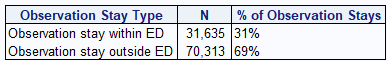 Observation Stay Type N % of Observation Stays
Observation stay within ED 31,635 31%
Observation stay outside ED 70,313 69%